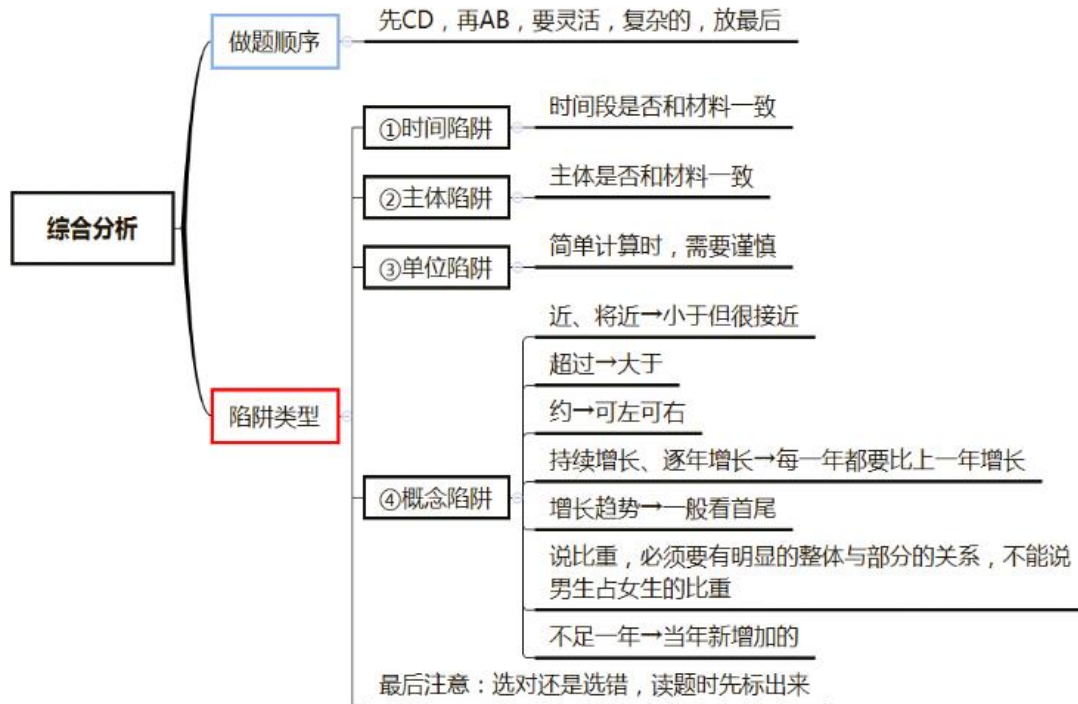 综合分析
做题顺序
先CD，再AB，要灵活，复杂的，放最后
陷阱类型
①时间陷阱
时间段是否和材料一致
②主体陷阱
主体是否和材料一致
③单位陷阱
简单计算时，需要谨慎
④概念陷阱
近、将近→小于但很接近
超过→大于
约→可左可右
持续增长、逐年增长→每一年都要比上一年增长
增长趋势→一般看首尾
说比重，必须要有明显的整体与部分的关系，不能说
男生占女生的比重
不足一年→当年新增加的
最后注意：选对还是选错，读题时先标出来